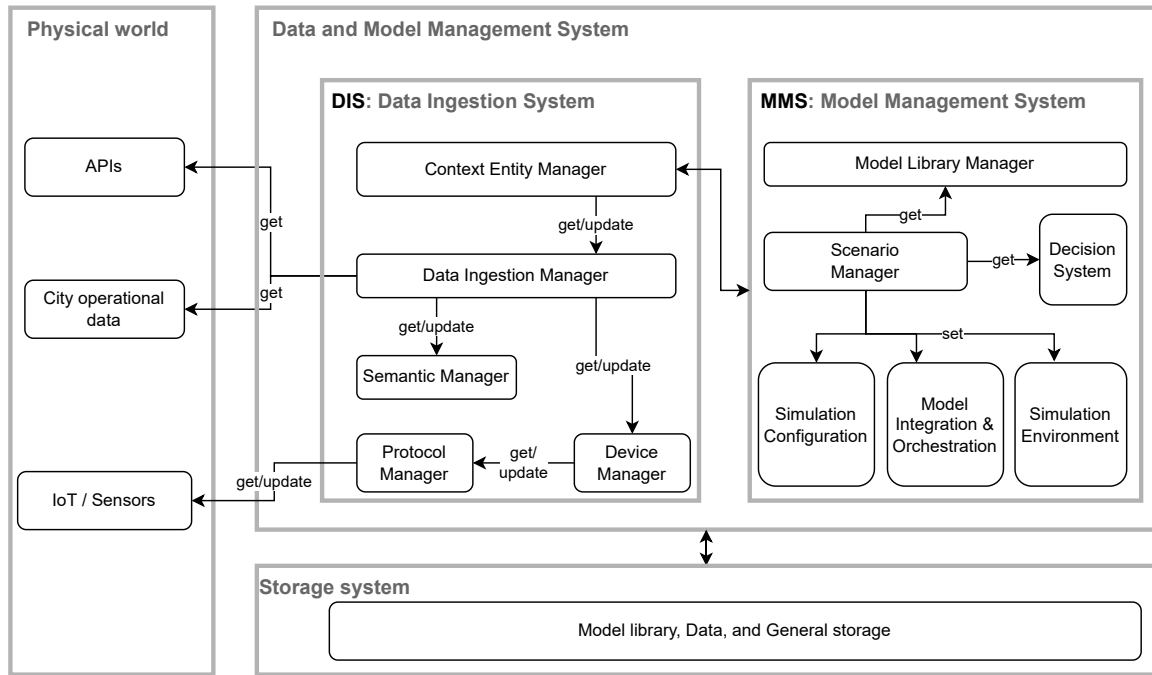 Physical world
APIs
City operational
data
IoT / Sensors
get
get
get/update
Data and Model Management System
DIS: Data Ingestion System
Context Entity Manager
get/update
Data Ingestion Manager
get/update
Semantic Manager
get/update
Protocol
Manager
get/
update
Device
Manager
MMS: Model Management System
Model Library Manager
get
Scenario
Manager
get
Decision
System
set
Simulation
Configuration
Model
Integration &
Orchestration
Simulation
Environment
Storage system
Model library, Data, and General storage